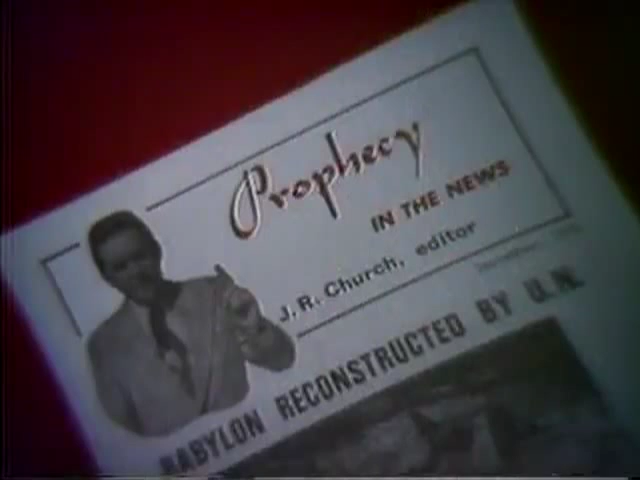 Prophecy
IN THE NEWS
J. R. Church, editor
BABYLON RECONSTRUCTED BY U.N.